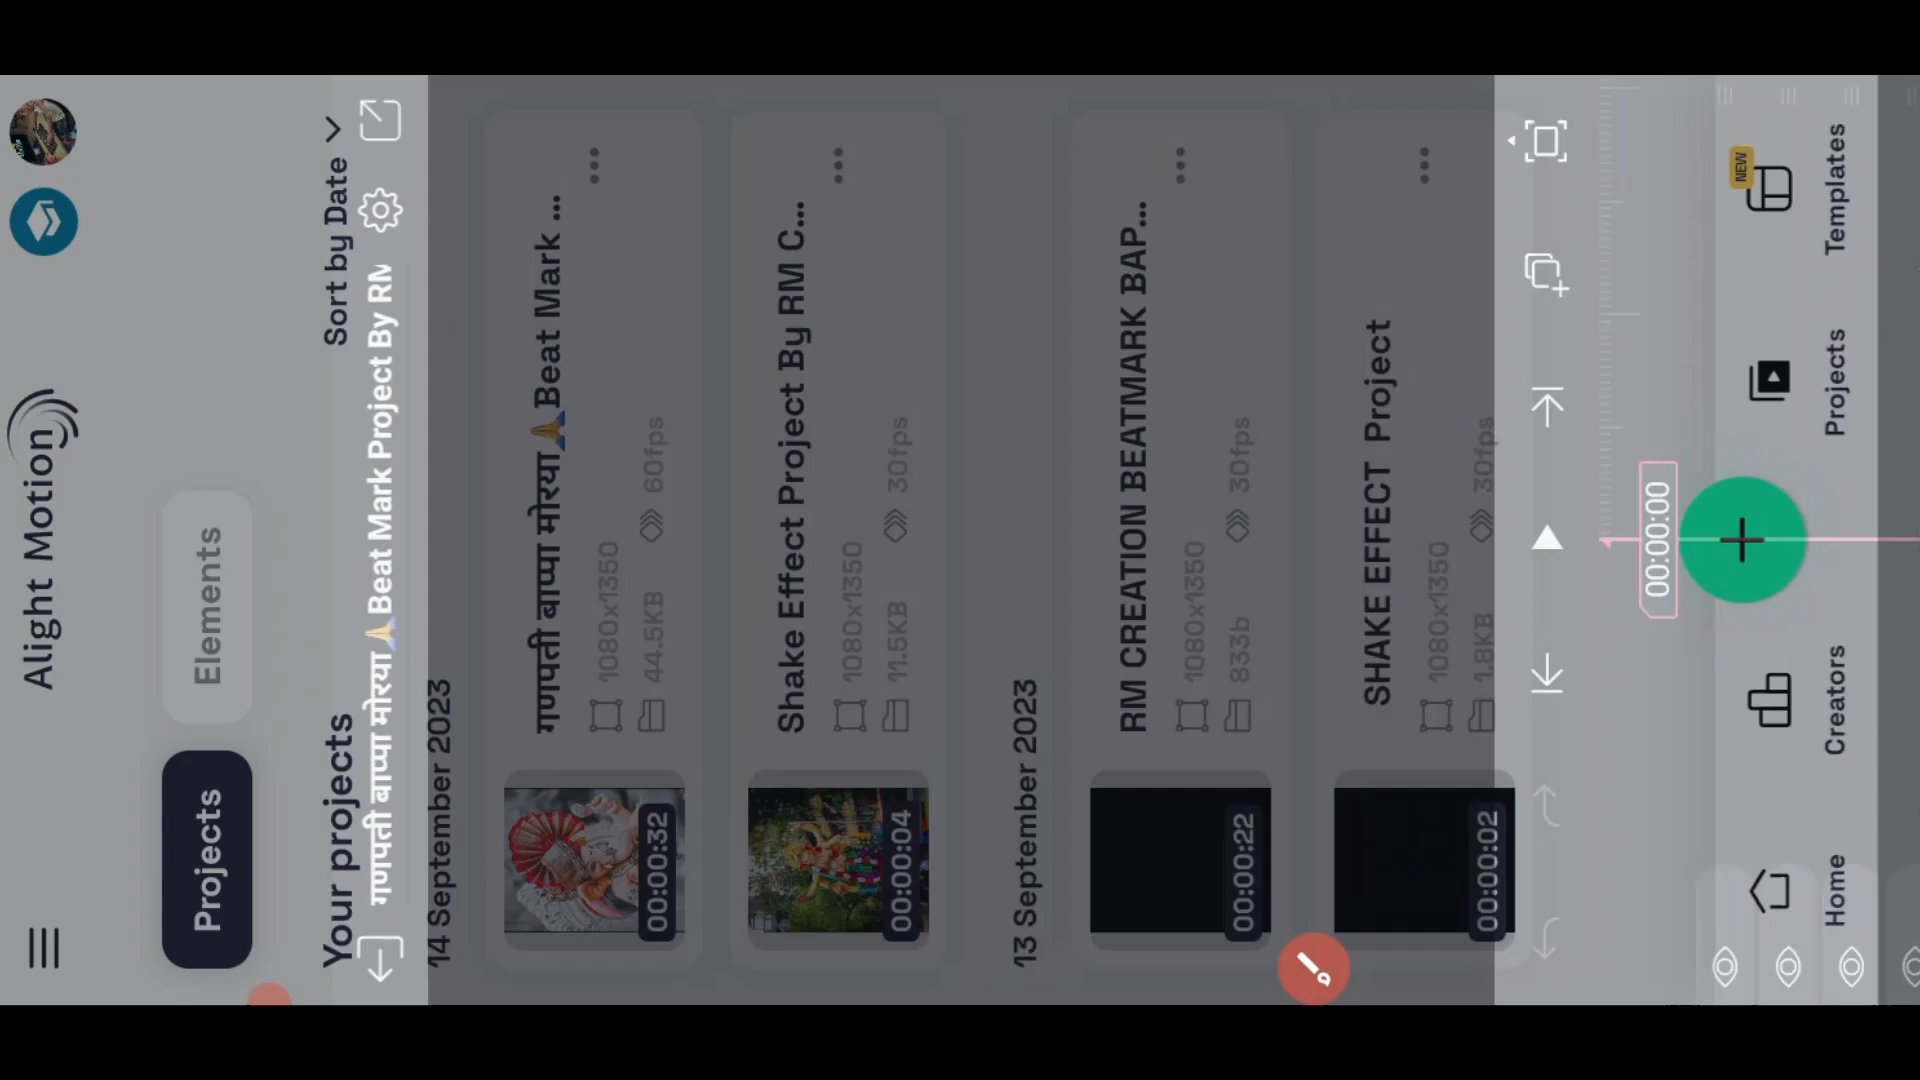 Alight Motion
Projects
Elements
Your projects
Sort by Date
गणपती बाप्पा मोरया🙏Beat Mark Project By RM
14 September 2023
गणपती बाप्पा मोरया🙏Beat Mark ...
1080x1350
60fps
44.5KB
00:00:32
Shake Effect Project By RM C...
1080x1350
30fps
11.5KB
00:00:04
13 September 2023
RM CREATION BEATMARK BAP...
1080x1350
30fps
833b
00:00:22
SHAKE EFFECT Project
1080x1350
30fps
1.8KB
00:00:02
00:00:00
Home
Creators
Projects
NEW
Templates